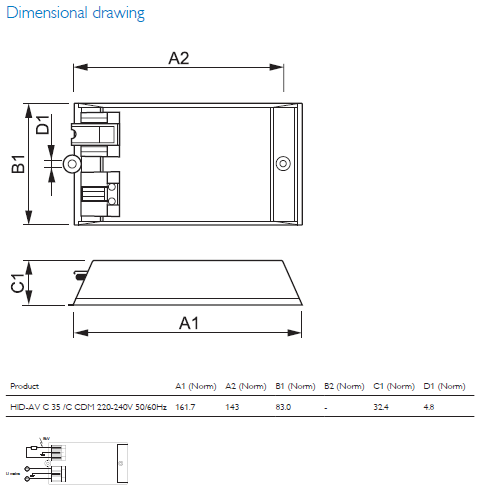 Dimensional drawing
A2
D1
B1
C1
A1
Product A1 (Norm) A2 (Norm) B1 (Norm) B2 (Norm) C1 (Norm) D1 (Norm)
HID-AV C 35 /C CDM 220-240V 50/60Hz 161.7 143 83.0 - 32.4 4.8